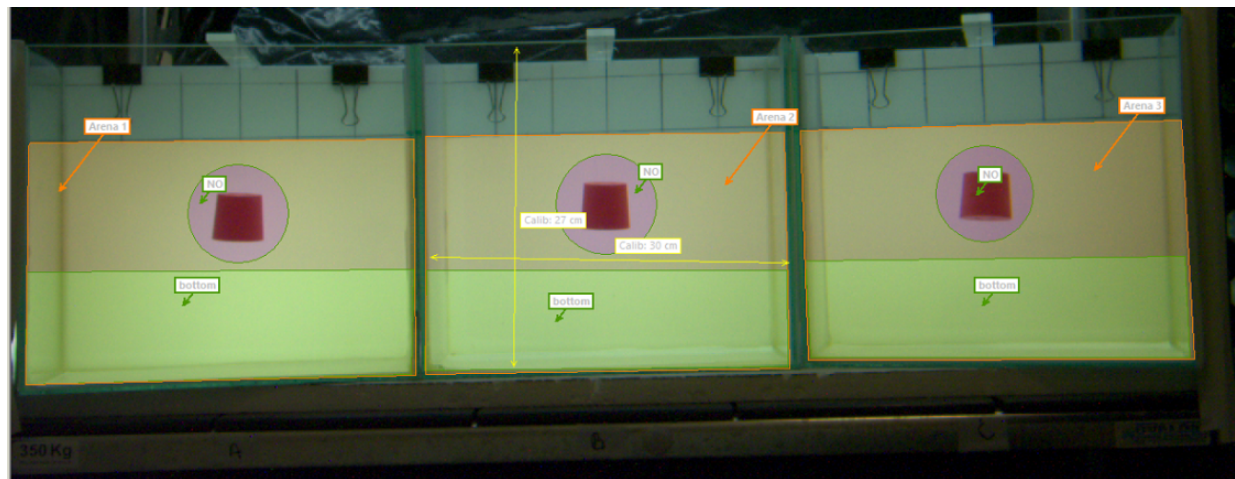 Arena 1
Arena 2
Arena 3
NO
NO
NO
Calib: 27 cm
Calib: 30 cm
bottom
bottom
bottom
350 Kg
A
B
C